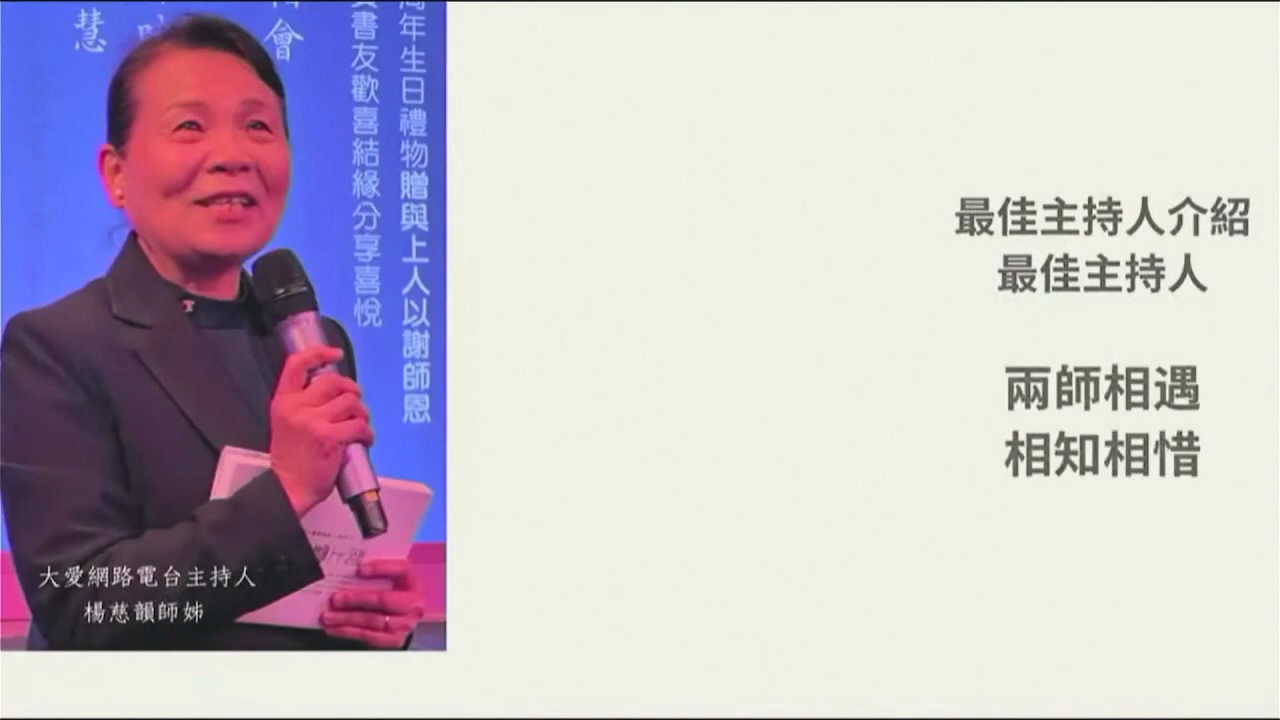 慧
會
周年生日禮物贈與上人以謝師恩
書友歡喜結緣分享喜悅
大愛網路電台主持人
楊慈韻師姊
最佳主持人介紹
最佳主持人
兩師相遇
相知相惜